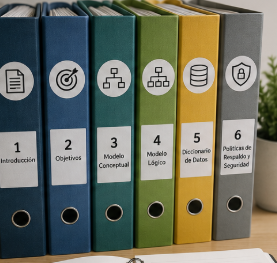 1
Introducción
2
Objetivos
3
Modelo
Conceptual
4
Modelo
Lógico
5
Diccionario
de Datos
6
Políticas de
Respaldo y
Seguridad